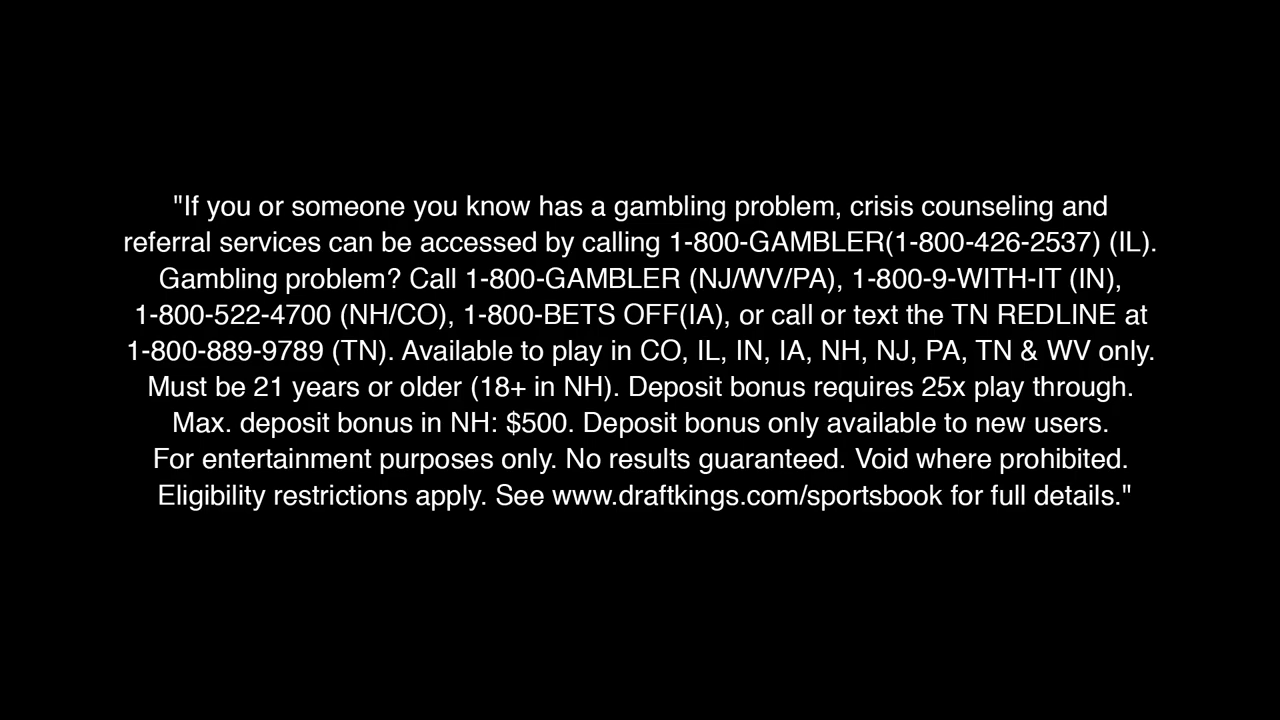 "If you or someone you know has a gambling problem, crisis counseling and
referral services can be accessed by calling 1-800-GAMBLER(1-800-426-2537) (IL).
Gambling problem? Call 1-800-GAMBLER (NJ/WV/PA), 1-800-9-WITH-IT (IN),
1-800-522-4700 (NH/CO), 1-800-BETS OFF(IA), or call or text the TN REDLINE at
1-800-889-9789 (TN). Available to play in CO, IL, IN, IA, NH, NJ, PA, TN & WV only.
Must be 21 years or older (18+ in NH). Deposit bonus requires 25x play through.
Max. deposit bonus in NH: $500. Deposit bonus only available to new users.
For entertainment purposes only. No results guaranteed. Void where prohibited.
Eligibility restrictions apply. See www.draftkings.com/sportsbook for full details."